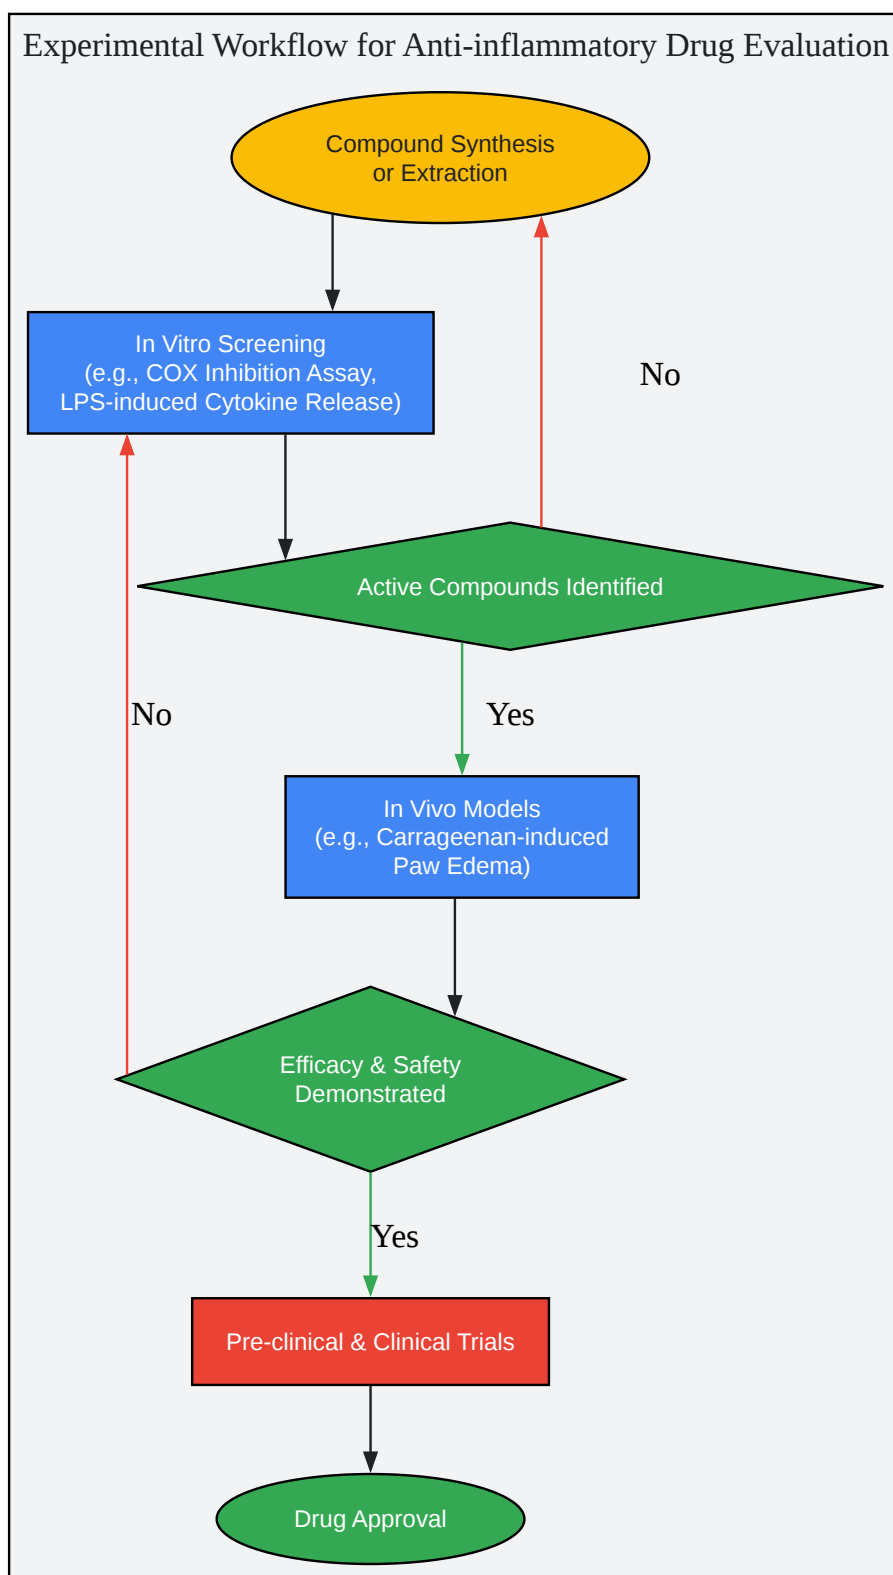 Experimental Workflow for Anti-inflammatory Drug Evaluation
Compound Synthesis
or Extraction
In Vitro Screening
(e.g., COX Inhibition Assay,
LPS-induced Cytokine Release)
No
Active Compounds Identified
No
Yes
In Vivo Models
(e.g., Carrageenan-induced
Paw Edema)
Efficacy & Safety
Demonstrated
Yes
Pre-clinical & Clinical Trials
Drug Approval